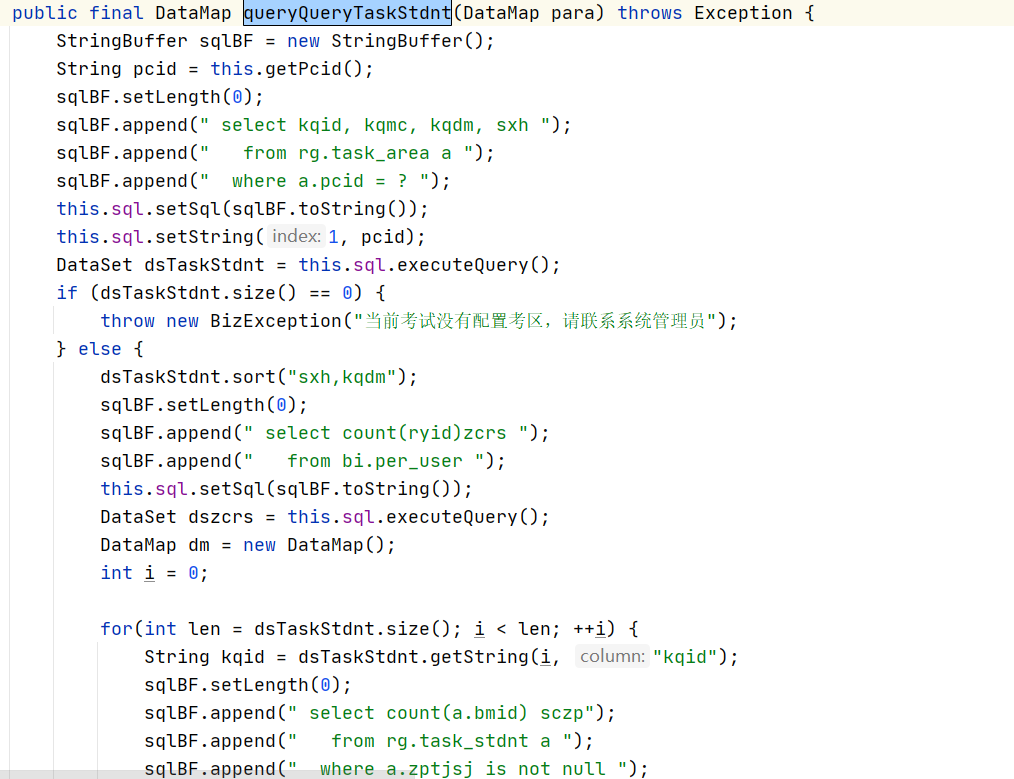 public final DataMap queryQueryTaskStdnt(DataMap para) throws Exception {
StringBuffer sqlBF = new StringBuffer();
String pcid = this.getPcid();
sqlBF.setLength(0);
sqlBF.append(" select kqid, kqmc, kqdm, sxh ");
sqlBF.append("   from rg.task_area a ");
sqlBF.append("  where a.pcid = ? ");
this.sql.setSql(sqlBF.toString());
this.sql.setString( index: 1, pcid);
DataSet dsTaskStdnt = this.sql.executeQuery();
if (dsTaskStdnt.size() == 0) {
throw new BizException("当前考试没有配置考区，请联系系统管理员");
} else {
dsTaskStdnt.sort("sxh,kqdm");
sqlBF.setLength(0);
sqlBF.append(" select count(ryid)zcrs ");
sqlBF.append("   from bi.per_user ");
this.sql.setSql(sqlBF.toString());
DataSet dszcrs = this.sql.executeQuery();
DataMap dm = new DataMap();
int i = 0;
for(int len = dsTaskStdnt.size(); i < len; ++i) {
String kqid = dsTaskStdnt.getString(i, column: "kqid");
sqlBF.setLength(0);
sqlBF.append(" select count(a.bmid) sczp");
sqlBF.append("   from rg.task_stdnt a ");
sqlBF.append("  where a.zptjsj is not null ");